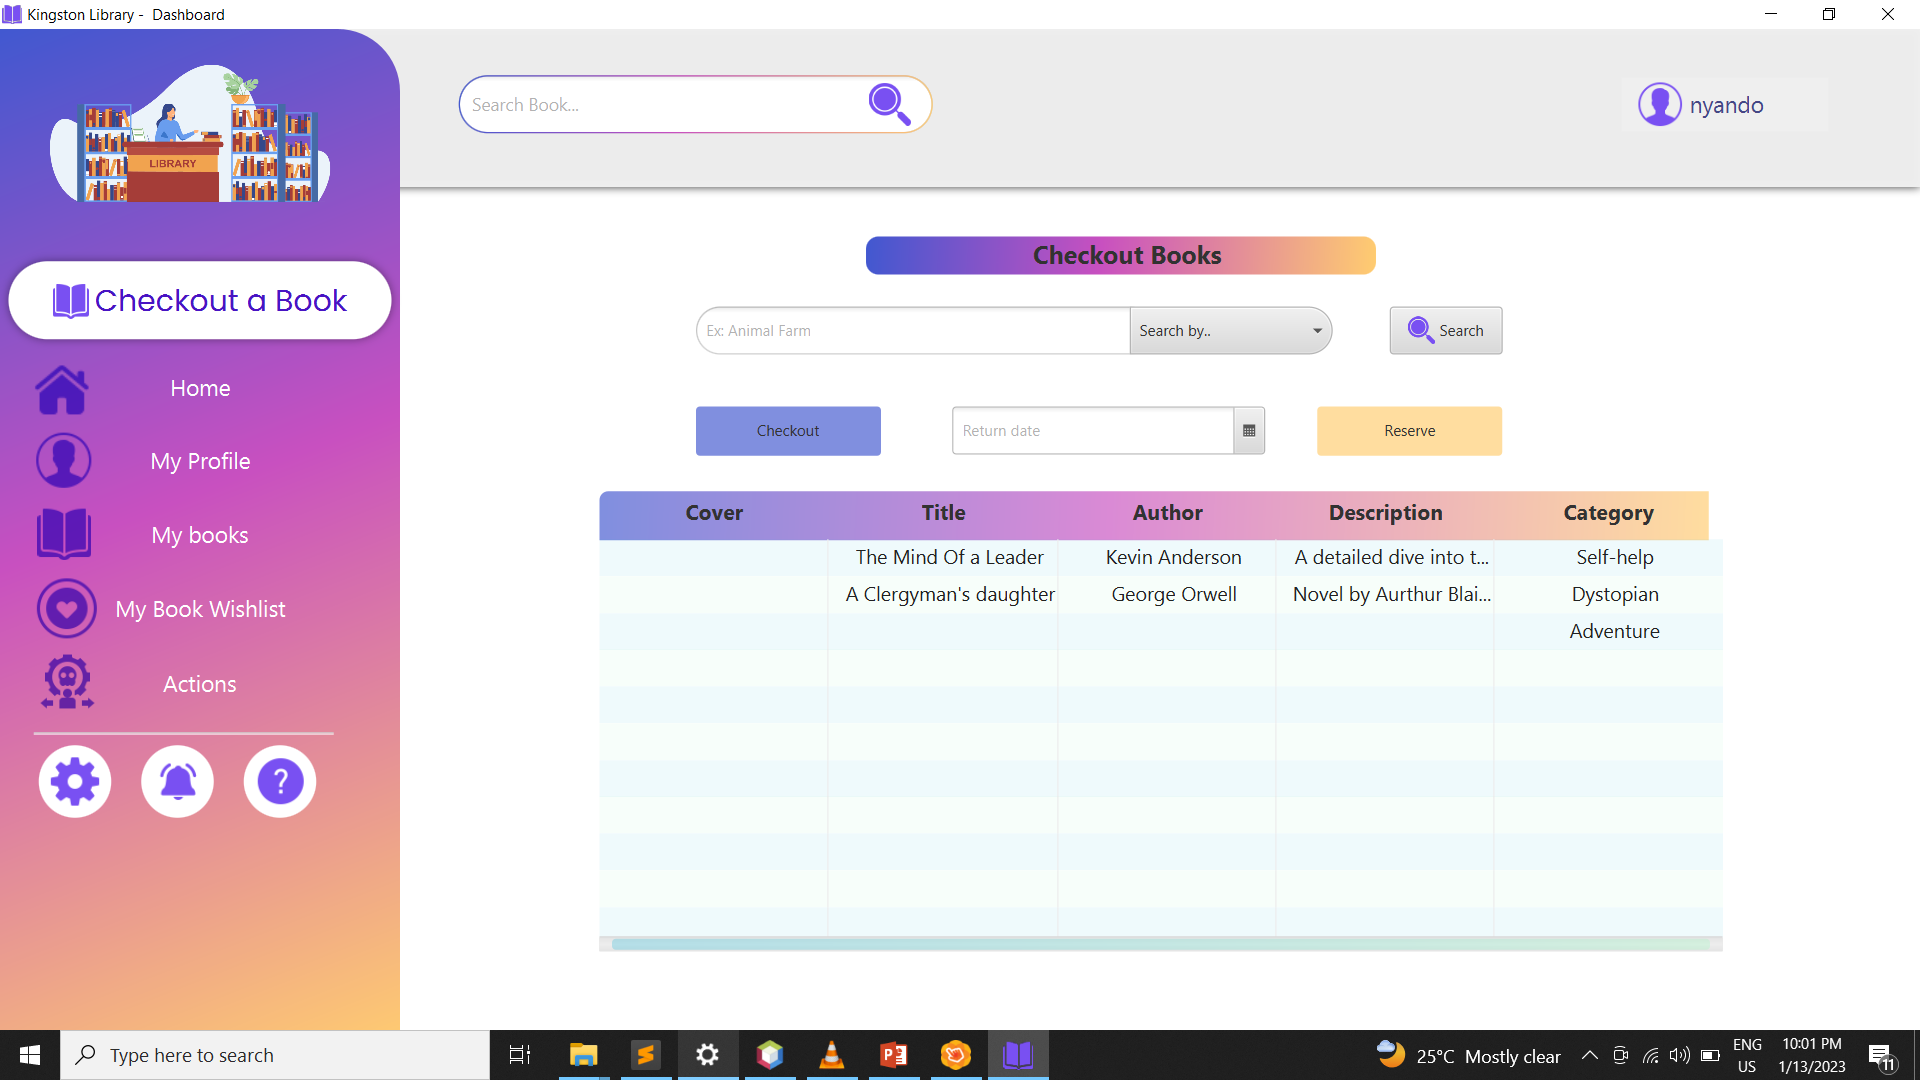 Kingston Library -  Dashboard
Search Book...
nyando
LIBRARY
Checkout a Book
Home
My Profile
My books
My Book Wishlist
Actions
?
Checkout Books
Ex: Animal Farm
Search by..
Search
Checkout
Return date
Reserve
Cover Title Author Description Category
The Mind Of a Leader Kevin Anderson A detailed dive into t... Self-help
A Clergyman's daughter George Orwell Novel by Aurthur Blai... Dystopian
Adventure
Type here to search
25°C  Mostly clear
ENG
US
10:01 PM
1/13/2023
11